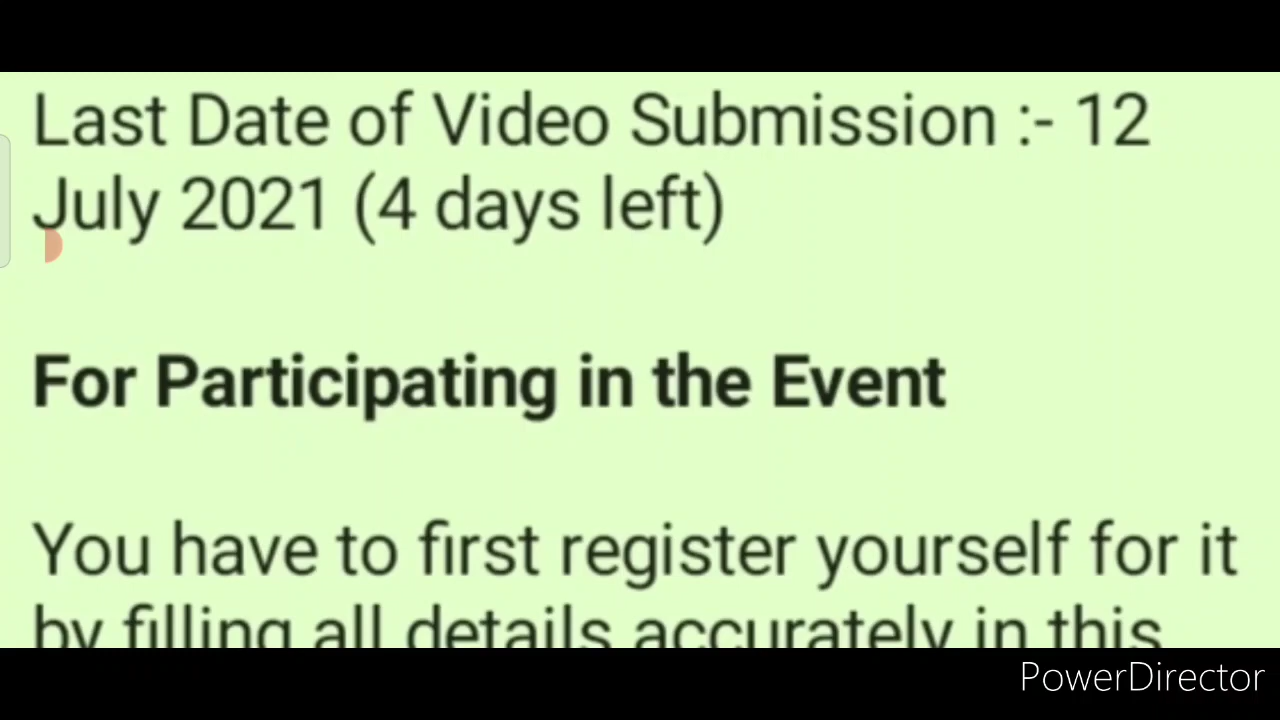 Last Date of Video Submission :- 12
July 2021 (4 days left)
For Participating in the Event
You have to first register yourself for it
by filling all details accurately in this
PowerDirector